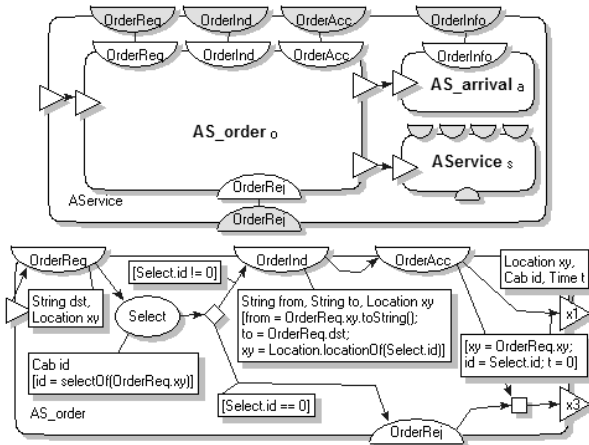 OrderReq OrderInd OrderAcc OrderInfo
OrderReq OrderInd OrderAcc OrderInfo
AS_arrival a
AS_order o
AService s
OrderRej
AService
OrderRej
OrderReq OrderInd OrderAcc
Location xy,
Cab id, Time t
[Select.id != 0]
String dst,
Location xy
Select
String from, String to, Location xy
[from = OrderReq.xy.toString();
to = OrderReq.dst;
xy = Location.locationOf(Select.id)]
x1
[xy = OrderReq.xy;
id = Select.id; t = 0]
Cab id
[id = selectOf(OrderReq.xy)]
[Select.id == 0]
x3
AS_order
OrderRej